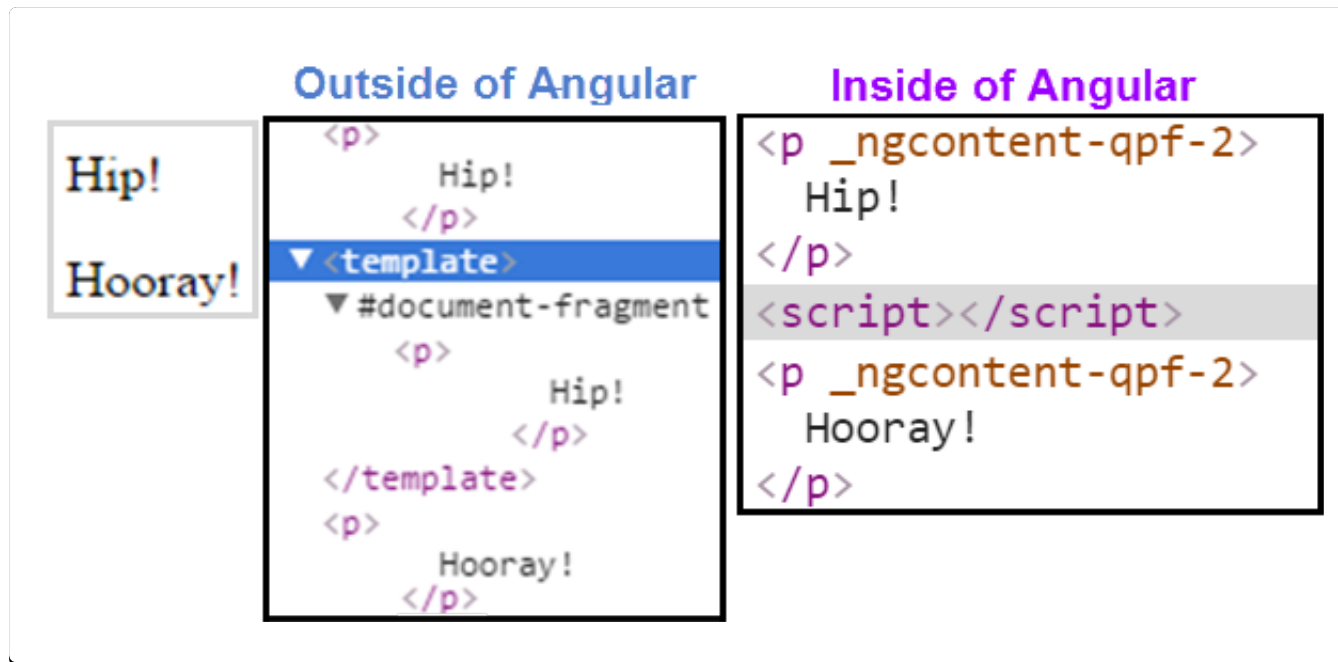 Outside of Angular
Inside of Angular
Hip!
Hooray!
<p>
Hip!
</p>
▼ <template>
▼ #document-fragment
<p>
Hip!
</p>
</template>
<p>
Hooray!
</p>
<p _ngcontent-qpf-2>
Hip!
</p>
<script></script>
<p _ngcontent-qpf-2>
Hooray!
</p>